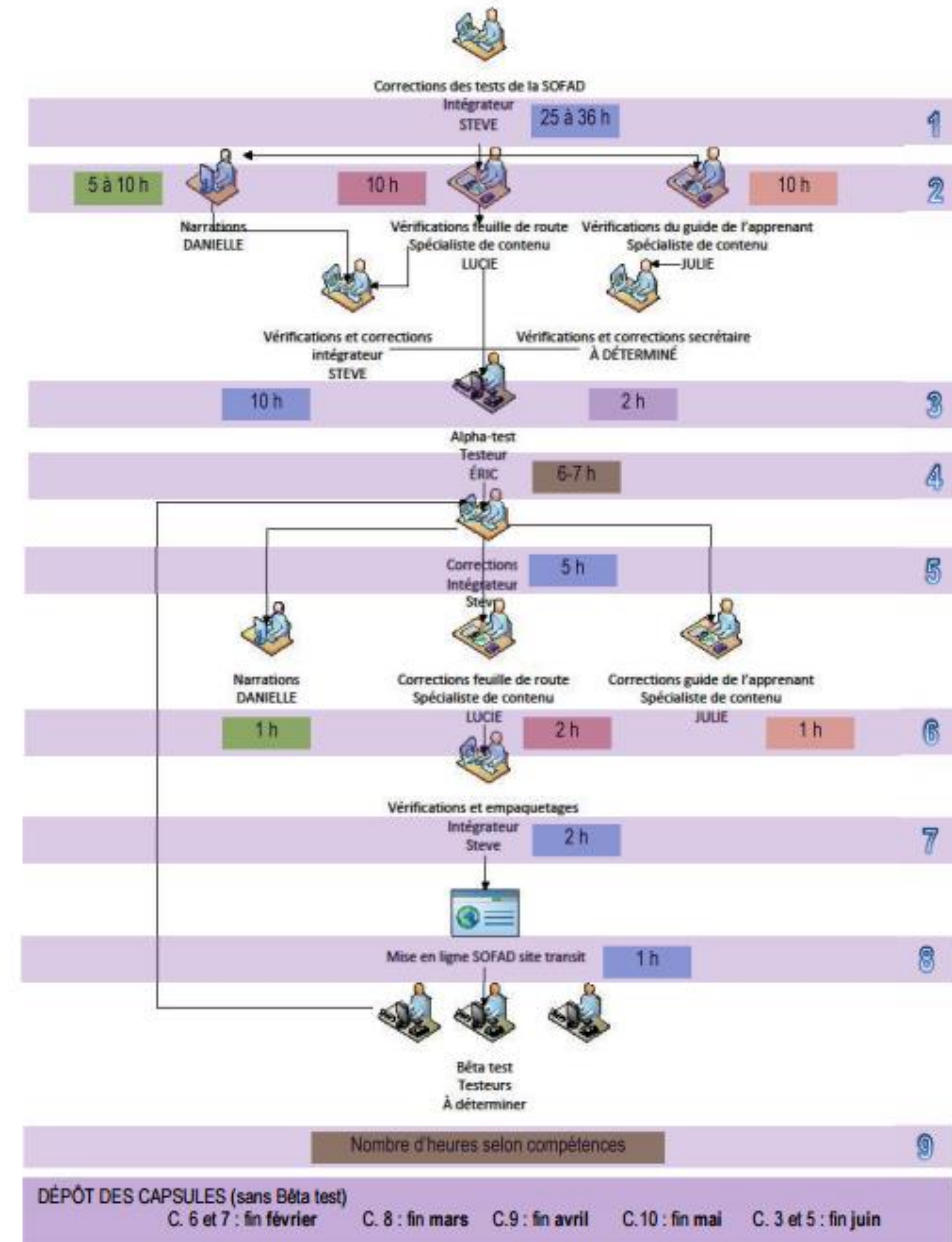 Corrections des tests de la SOFAD
Intégrateur
STEVE
25 à 36 h
1
5 à 10 h
10 h
10 h
2
Narrations
DANIELLE
Vérifications feuille de route
Spécialiste de contenu
LUCIE
Vérifications du guide de l'apprenant
Spécialiste de contenu
JULIE
Vérifications et corrections
intégrateur
STEVE
Vérifications et corrections secrétaire
À DÉTERMINÉ
10 h
2 h
3
Alpha-test
Testeur
ÉRIC
6-7 h
4
Corrections
Intégrateur
Steve
5 h
5
Narrations
DANIELLE
Corrections feuille de route
Spécialiste de contenu
LUCIE
Corrections guide de l'apprenant
Spécialiste de contenu
JULIE
1 h
2 h
1 h
6
Vérifications et empaquetages
Intégrateur
Steve
2 h
7
Mise en ligne SOFAD site transit
1 h
8
Bêta test
Testeurs
À déterminer
Nombre d'heures selon compétences
9
DÉPÔT DES CAPSULES (sans Bêta test)
C. 6 et 7 : fin février C. 8 : fin mars C.9 : fin avril C.10 : fin mai C. 3 et 5 : fin juin